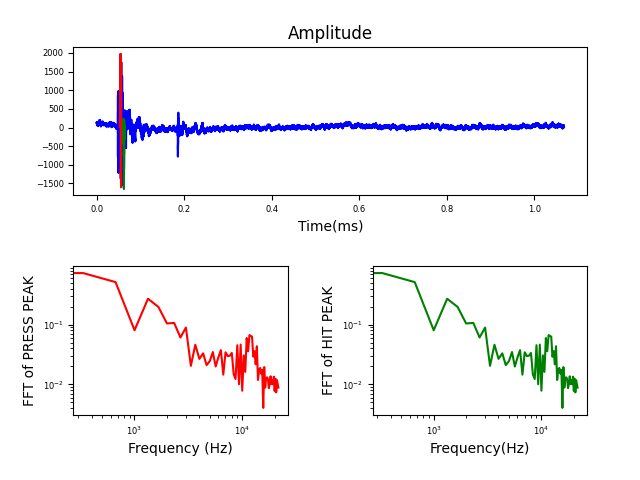 Amplitude
2000
1500
1000
500
0
−500
−1000
−1500
0.0 0.2 0.4 0.6 0.8 1.0
Time(ms)
FFT of PRESS PEAK
10⁻¹
10⁻²
10³ 10⁴
Frequency (Hz)
FFT of HIT PEAK
10⁻¹
10⁻²
10³ 10⁴
Frequency(Hz)